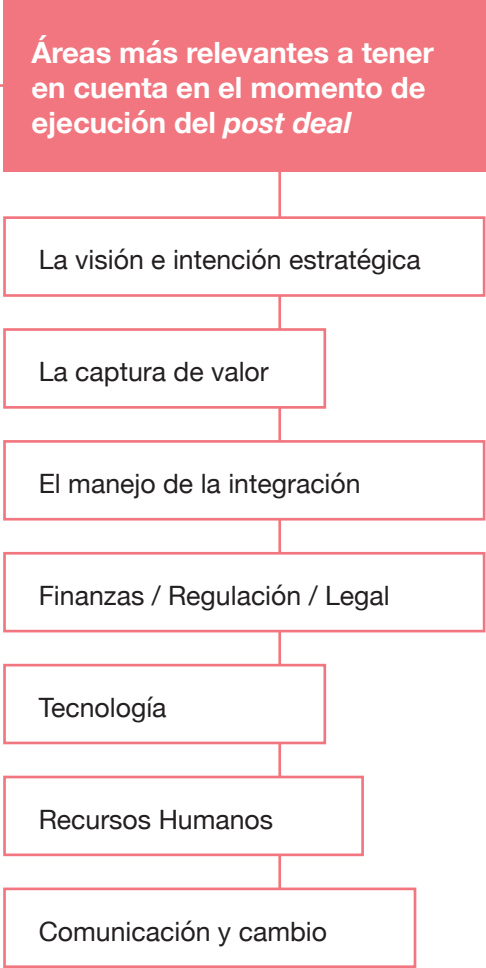 Áreas más relevantes a tener
en cuenta en el momento de
ejecución del post deal
La visión e intención estratégica
La captura de valor
El manejo de la integración
Finanzas / Regulación / Legal
Tecnología
Recursos Humanos
Comunicación y cambio